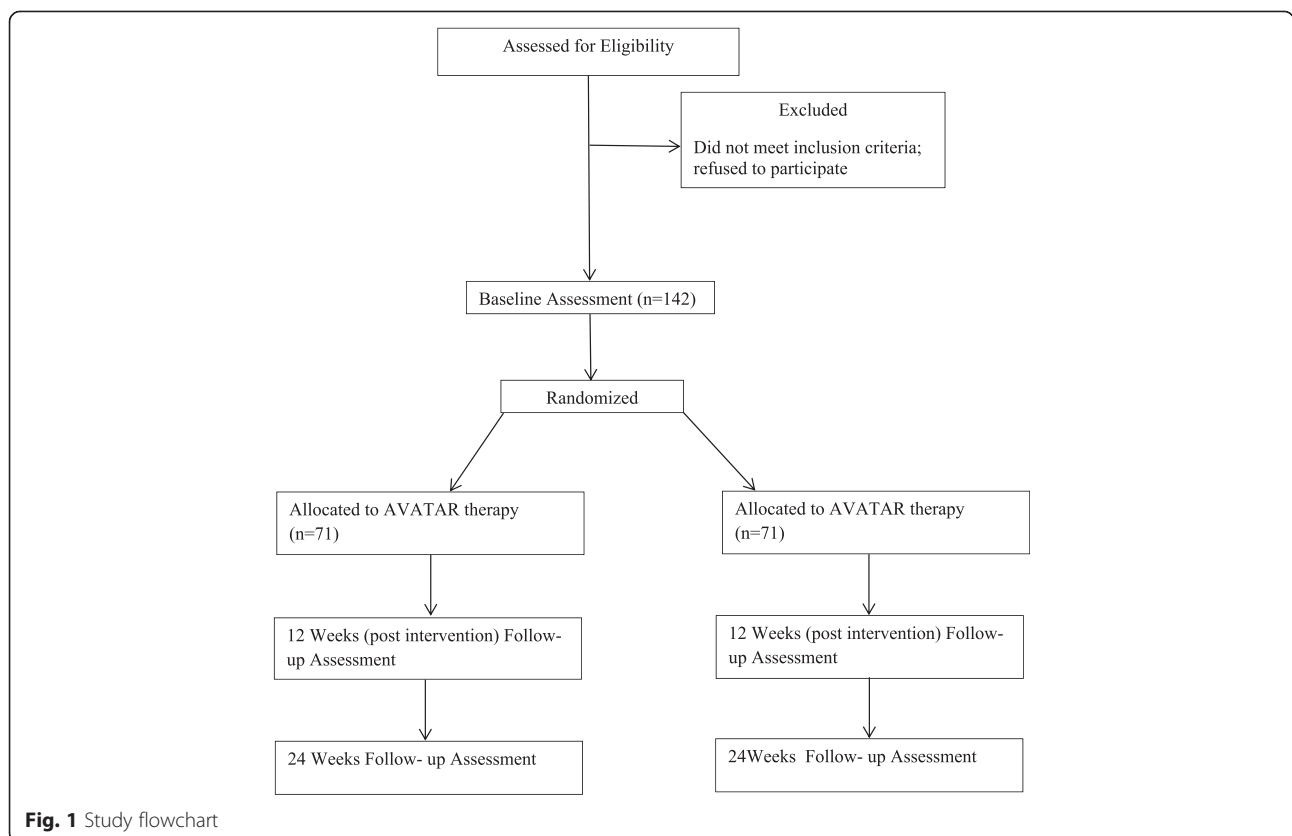 Assessed for Eligibility
Excluded
Did not meet inclusion criteria;
refused to participate
Baseline Assessment (n=142)
Randomized
Allocated to AVATAR therapy
(n=71)
Allocated to AVATAR therapy
(n=71)
12 Weeks (post intervention) Follow-
up Assessment
12 Weeks (post intervention) Follow-
up Assessment
24 Weeks Follow- up Assessment
24Weeks  Follow- up Assessment
Fig. 1 Study flowchart